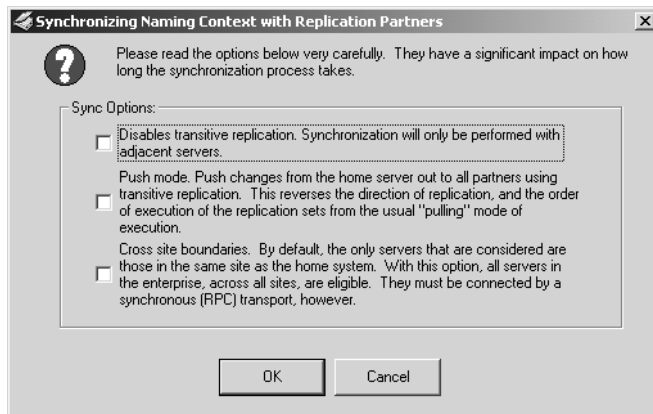 Synchronizing Naming Context with Replication Partners
Please read the options below very carefully. They have a significant impact on how
long the synchronization process takes.
Sync Options:
Disables transitive replication. Synchronization will only be performed with
adjacent servers.
Push mode. Push changes from the home server out to all partners using
transitive replication. This reverses the direction of replication, and the order
of execution of the replication sets from the usual "pulling" mode of
execution.
Cross site boundaries. By default, the only servers that are considered are
those in the same site as the home system. With this option, all servers in
the enterprise, across all sites, are eligible. They must be connected by a
synchronous (RPC) transport, however.
OK
Cancel